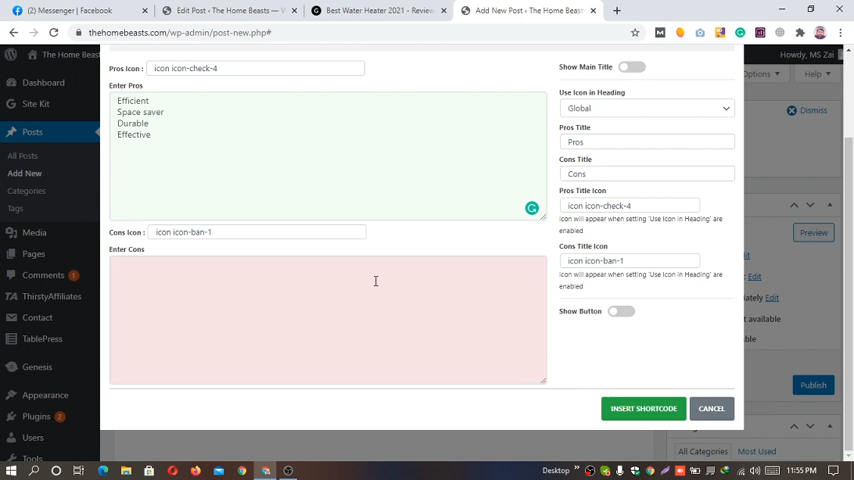 (2) Messenger | Facebook
Edit Post ‹ The Home Beasts — W
Best Water Heater 2021 - Review
Add New Post ‹ The Home Beasts
thehomebeasts.com/wp-admin/post-new.php#
The Home Beas
Howdy, MS Zai
Dashboard
Site Kit
Posts
All Posts
Add New
Categories
Tags
Media
Pages
Comments 1
ThirstyAffiliates
Contact
TablePress
Genesis
Appearance
Plugins 2
Users
Tools
Pros Icon :
icon icon-check-4
Enter Pros
Efficient
Space saver
Durable
Effective
Cons Icon :
icon icon-ban-1
Enter Cons
Show Main Title
Use Icon in Heading
Global
Pros Title
Pros
Cons Title
Cons
Pros Title Icon
icon icon-check-4
Icon will appear when setting 'Use Icon in Heading' are
enabled
Cons Title Icon
icon icon-ban-1
Icon will appear when setting 'Use Icon in Heading' are
enabled
Show Button
INSERT SHORTCODE
CANCEL
Options
Help
Dismiss
Preview
Edit
Edit
iately Edit
t available
ble
Publish
All Categories
Most Used
Desktop
11:55 PM